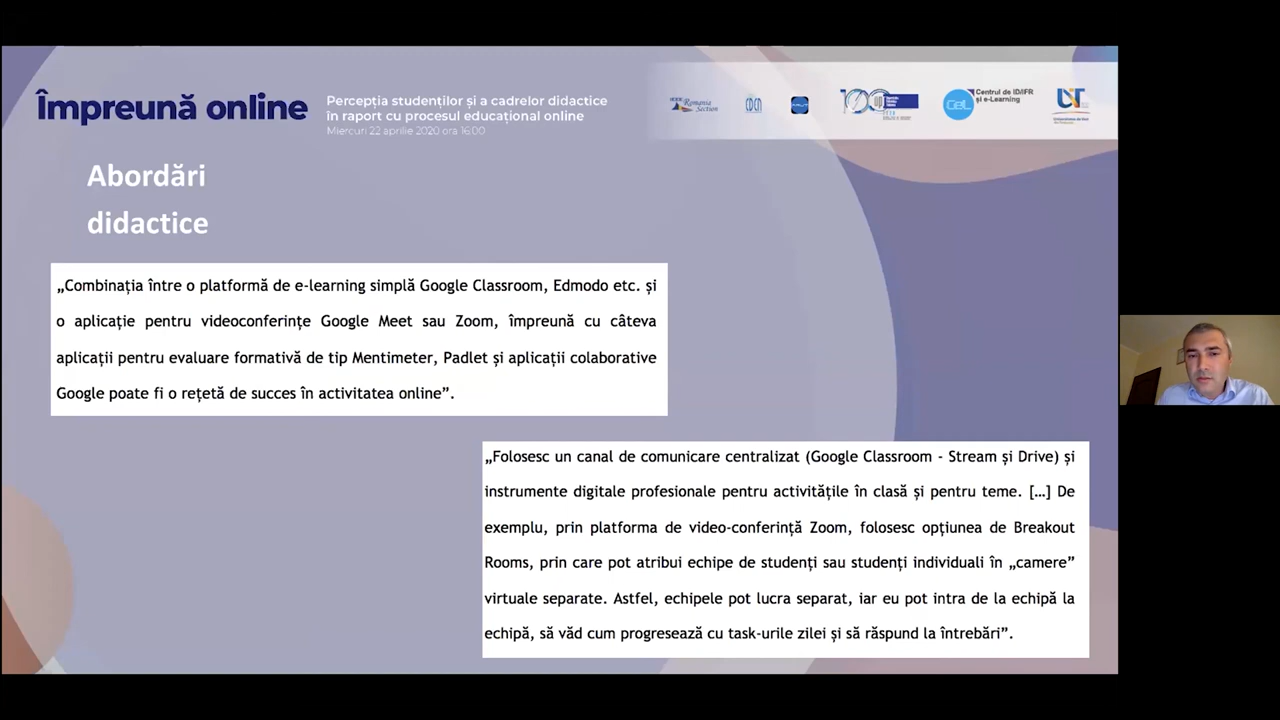 Împreună online
Percepția studenților și a cadrelor didactice
în raport cu procesul educațional online
Miercuri 22 aprilie 2020 ora 16:00
Romania
Section
Centrul de ID/IFR
și e-Learning
Abordări
didactice
„Combinația între o platformă de e-learning simplă Google Classroom, Edmodo etc. și
o aplicație pentru videoconferințe Google Meet sau Zoom, împreună cu câteva
aplicații pentru evaluare formativă de tip Mentimeter, Padlet și aplicații colaborative
Google poate fi o rețetă de succes în activitatea online”.
„Folosesc un canal de comunicare centralizat (Google Classroom - Stream și Drive) și
instrumente digitale profesionale pentru activitățile în clasă și pentru teme. […] De
exemplu, prin platforma de video-conferință Zoom, folosesc opțiunea de Breakout
Rooms, prin care pot atribui echipe de studenți sau studenți individuali în „camere”
virtuale separate. Astfel, echipele pot lucra separat, iar eu pot intra de la echipă la
echipă, să văd cum progresează cu task-urile zilei și să răspund la întrebări”.